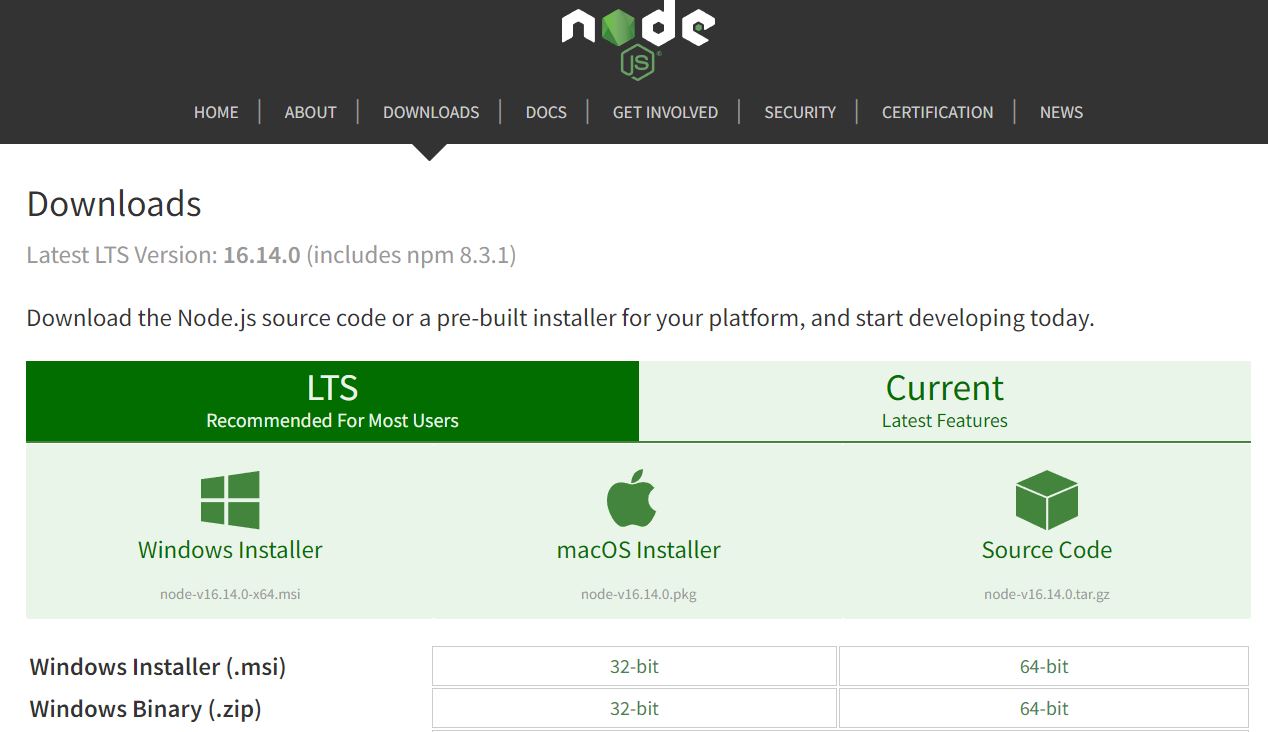 node
JS
HOME | ABOUT | DOWNLOADS | DOCS | GET INVOLVED | SECURITY | CERTIFICATION | NEWS
Downloads
Latest LTS Version: 16.14.0 (includes npm 8.3.1)
Download the Node.js source code or a pre-built installer for your platform, and start developing today.
LTS
Recommended For Most Users
Current
Latest Features
Windows Installer
node-v16.14.0-x64.msi
macOS Installer
node-v16.14.0.pkg
Source Code
node-v16.14.0.tar.gz
Windows Installer (.msi) 32-bit 64-bit
Windows Binary (.zip) 32-bit 64-bit